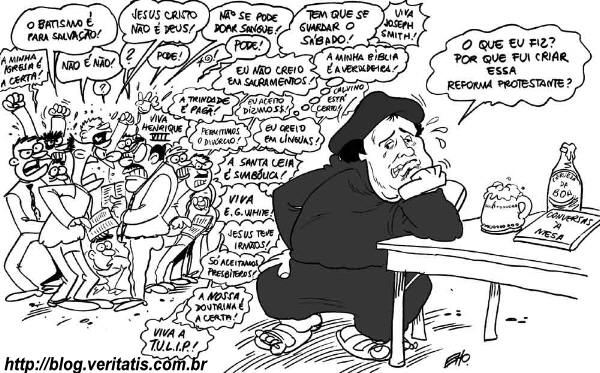 O BATISMO É
PARA SALVAÇÃO!
JESUS CRISTO
NÃO É DEUS!
NÃO SE PODE
DOAR SANGUE!
TEM QUE SE
GUARDAR O
SÁBADO!
VIVA
JOSEPH
SMITH!
A MINHA
IGREJA É
A CERTA!
NÃO É NÃO!
?
?
PODE!
PODE!
EU NÃO CREIO
EM SACRAMENTOS!
A MINHA BÍBLIA
É A VERDADEIRA!
O QUE EU FIZ?
POR QUE FUI CRIAR
ESSA
REFORMA PROTESTANTE?
VIVA
HENRIQUE
VIII
A TRINDADE
É PAGÃ!
EU ACEITO
DÍZIMO$$!
CALVINO
ESTÁ
CERTO!
PERMITIMOS
O DIVÓRCIO!
EU CREIO
EM LÍNGUAS!
A SANTA CEIA É
SIMBÓLICA!
VIVA
E.G. WHITE!
JESUS TEVE
IRMÃOS!
SÓ ACEITAMOS
PRESBÍTEROS!
A NOSSA
DOUTRINA É
A CERTA!
VIVA A
T.U.L.I.P.!
CERVEJA
DA
BOA
CONVERSAS
À
MESA
http://blog.veritatis.com.br